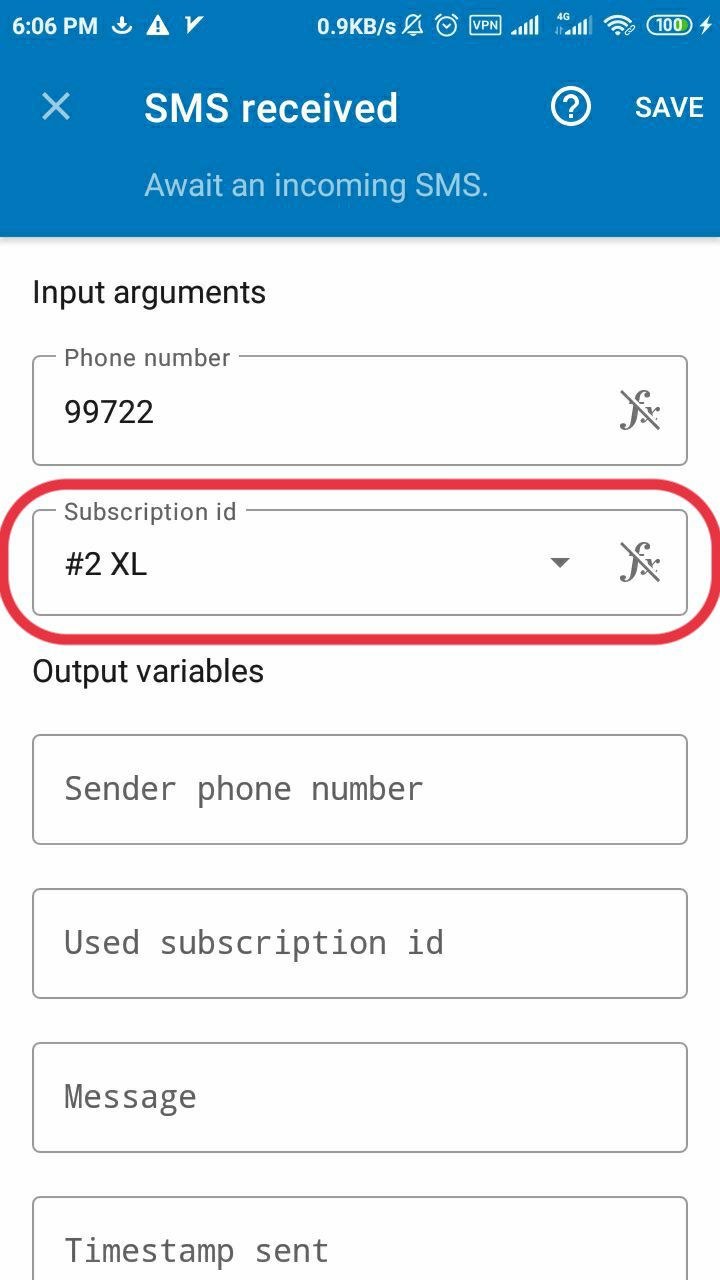 6:06 PM 0.9KB/s VPN 4G 100
SMS received SAVE
Await an incoming SMS.
Input arguments
Phone number
99722
Subscription id
#2 XL
Output variables
Sender phone number
Used subscription id
Message
Timestamp sent